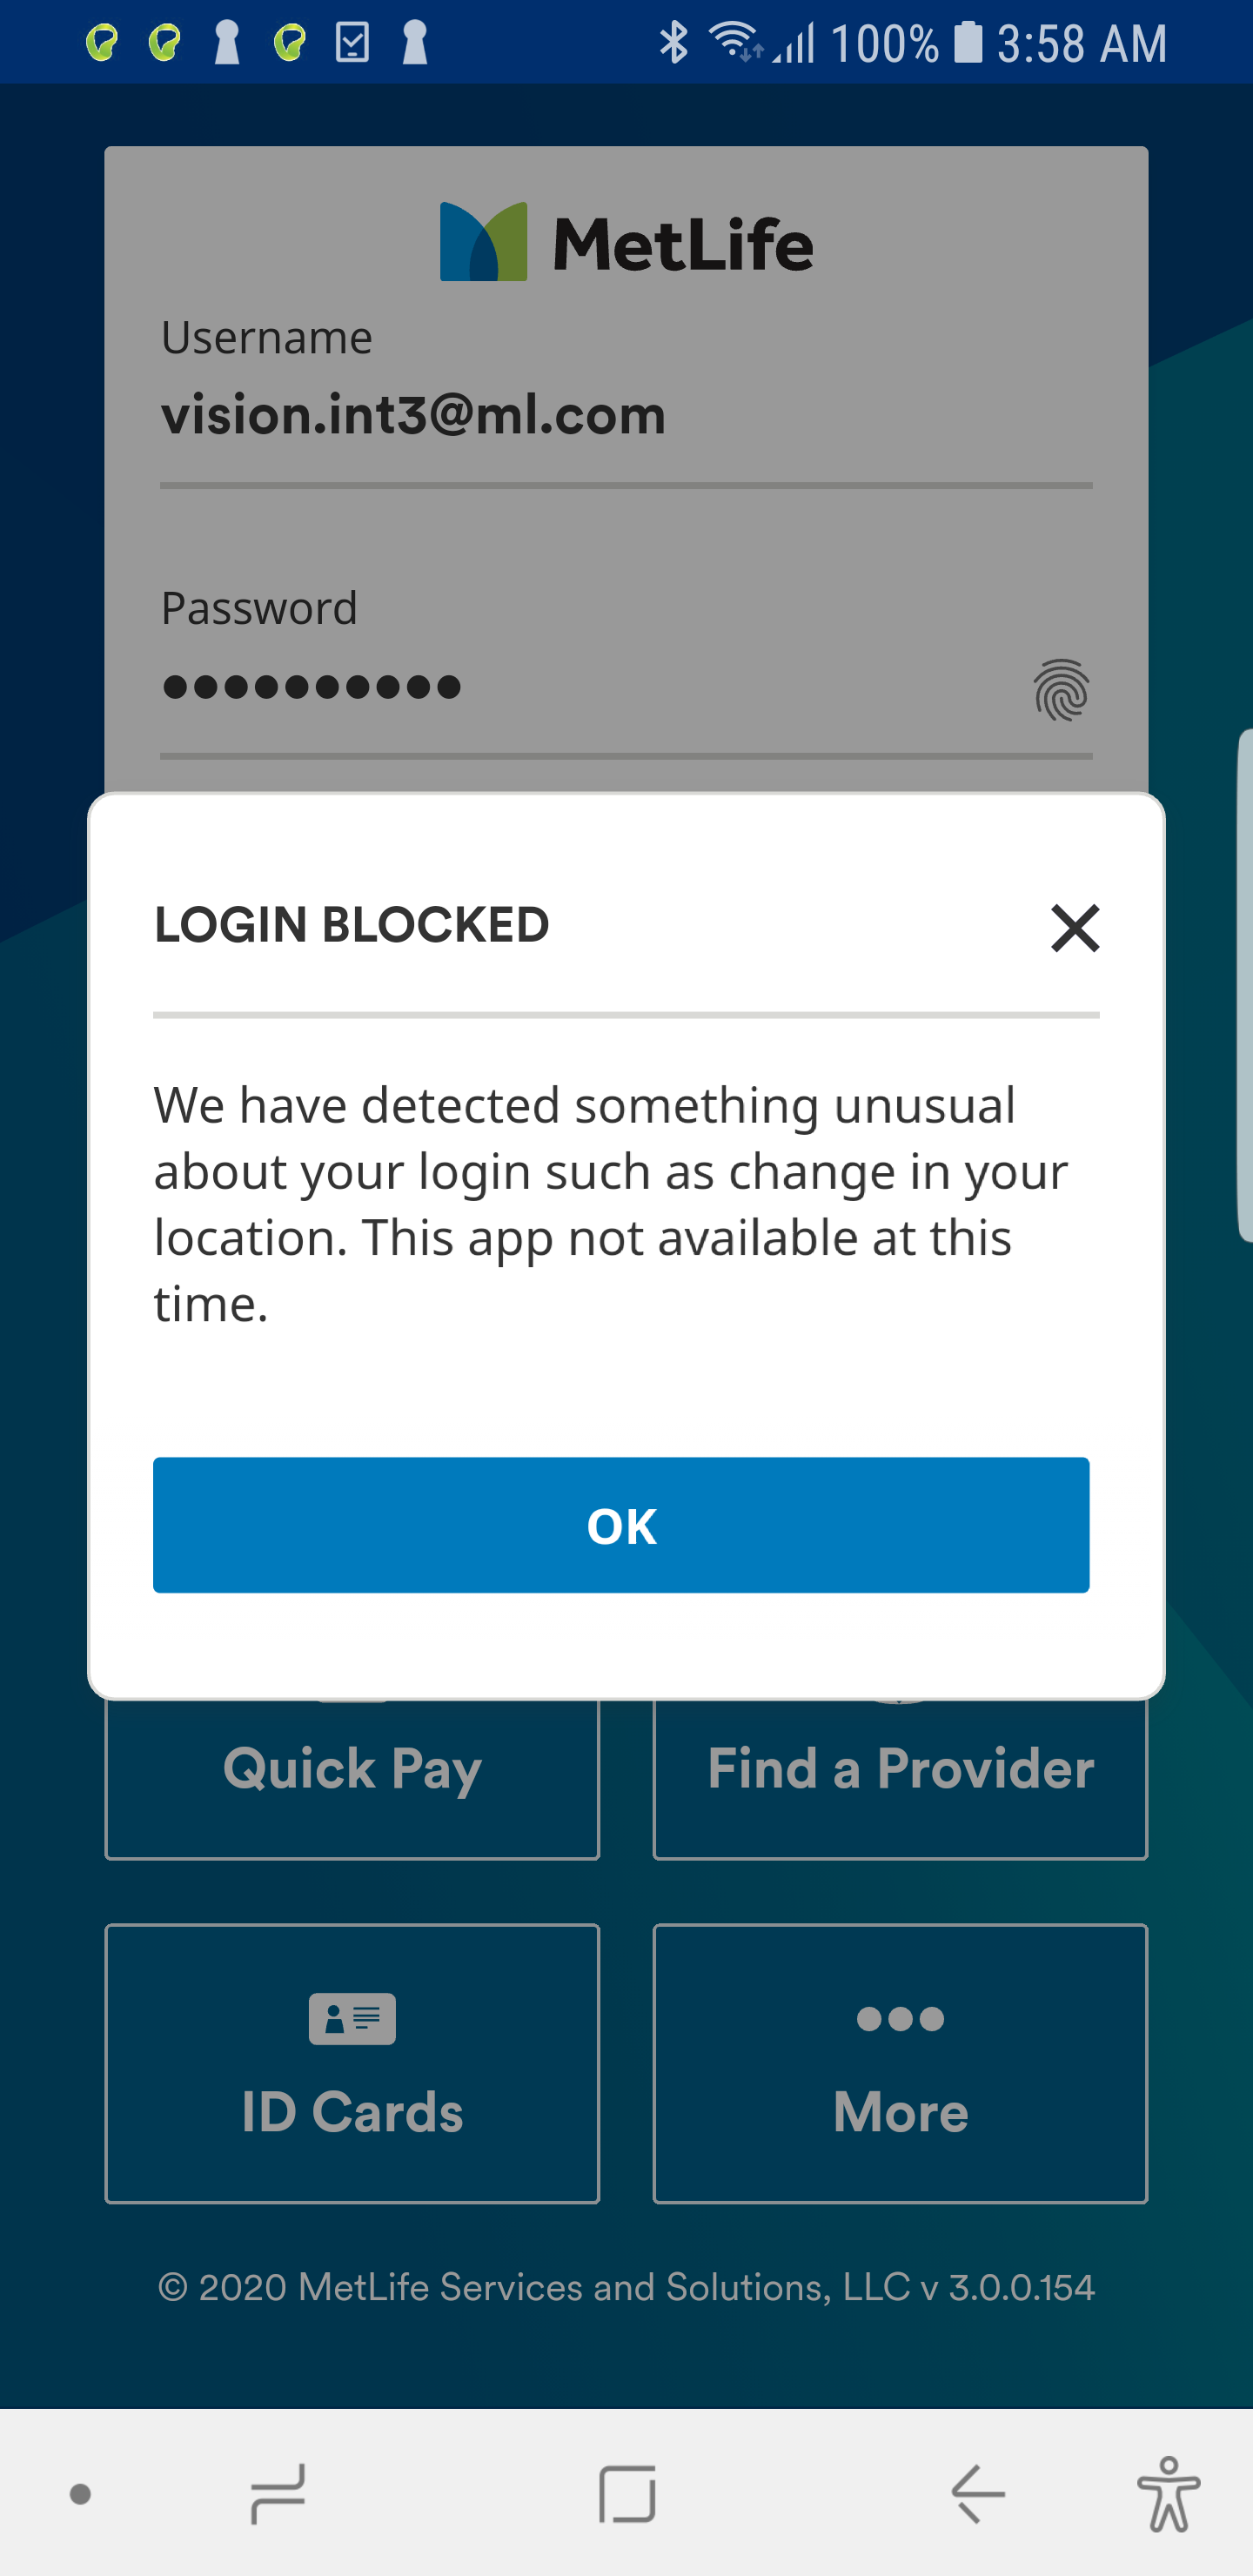 100% 3:58 AM
MetLife
Username
vision.int3@ml.com
Password
LOGIN BLOCKED
We have detected something unusual
about your login such as change in your
location. This app not available at this
time.
OK
Quick Pay
Find a Provider
ID Cards
More
© 2020 MetLife Services and Solutions, LLC v 3.0.0.154